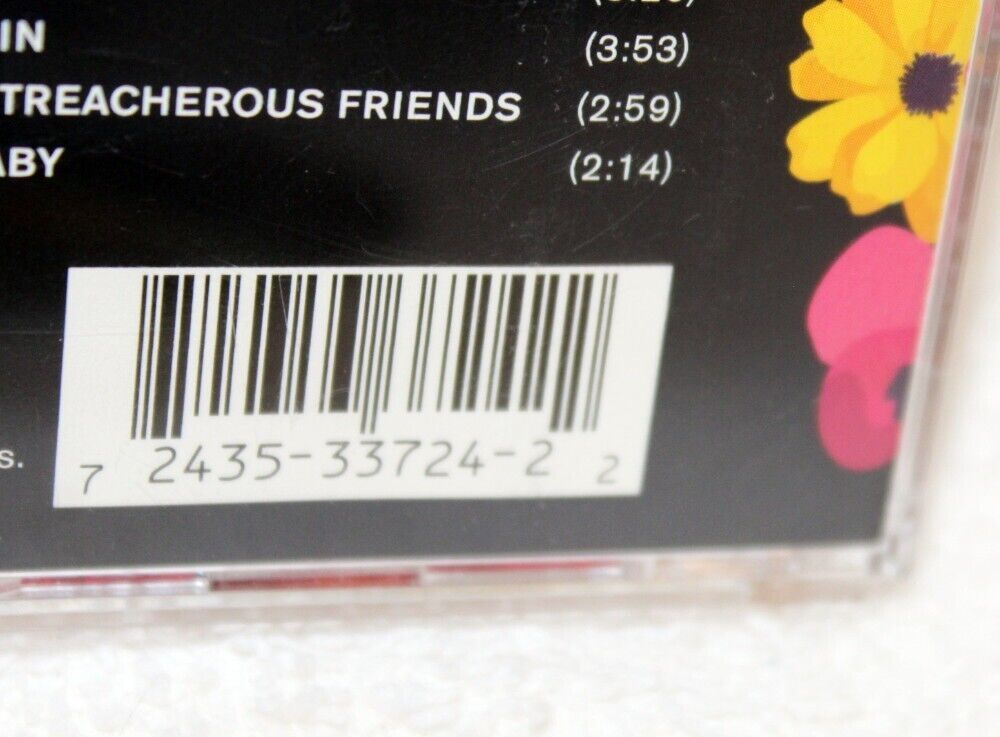 IN (3:53)
TREACHEROUS FRIENDS (2:59)
ABY (2:14)
s.
7 2435-33724-2 2